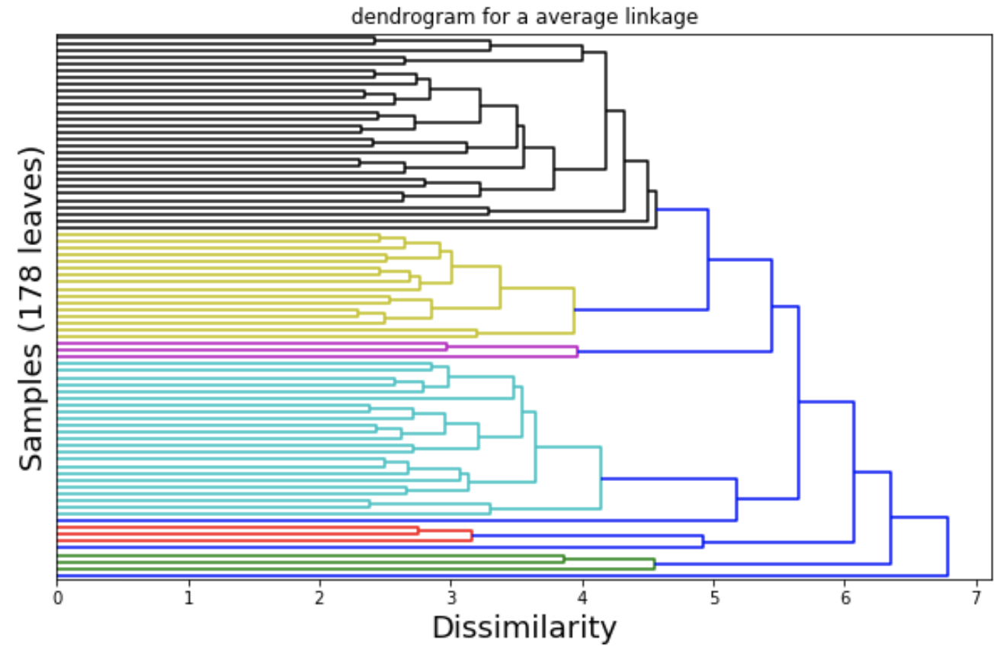 dendrogram for a average linkage
Samples (178 leaves)
0 1 2 3 4 5 6 7
Dissimilarity